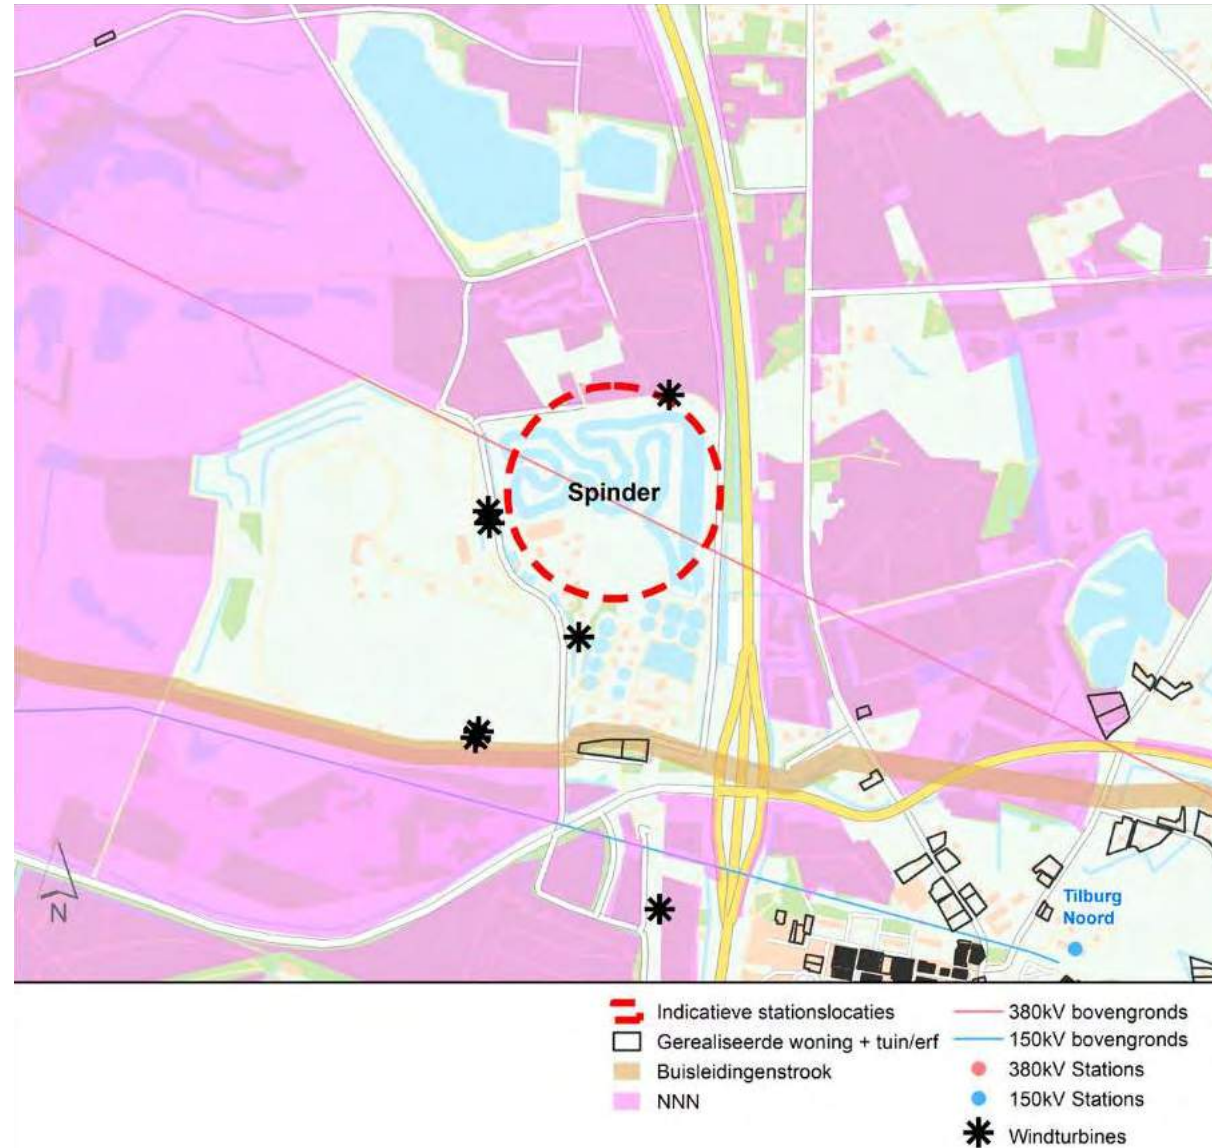 Spinder
N
Tilburg
Noord
Indicatieve stationslocaties
Gerealiseerde woning + tuin/erf
Buisleidingenstrook
NNN
380kV bovengronds
150kV bovengronds
380kV Stations
150kV Stations
Windturbines